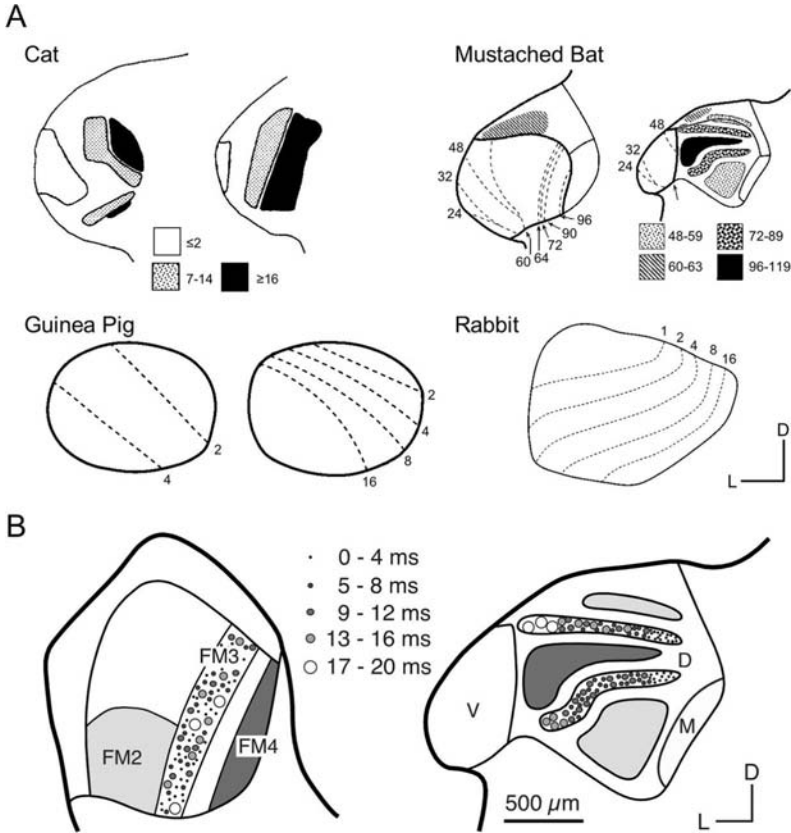 A
Cat
≤2
7-14
≥16
Mustached Bat
48
32
24
60
64
72
90
96
48
32
24
48-59
72-89
60-63
96-119
Guinea Pig
2
4
2
4
8
16
Rabbit
1
2
4
8
16
D
L
B
FM3
FM2
FM4
0 - 4 ms
5 - 8 ms
9 - 12 ms
13 - 16 ms
17 - 20 ms
V
D
M
500 µm
D
L